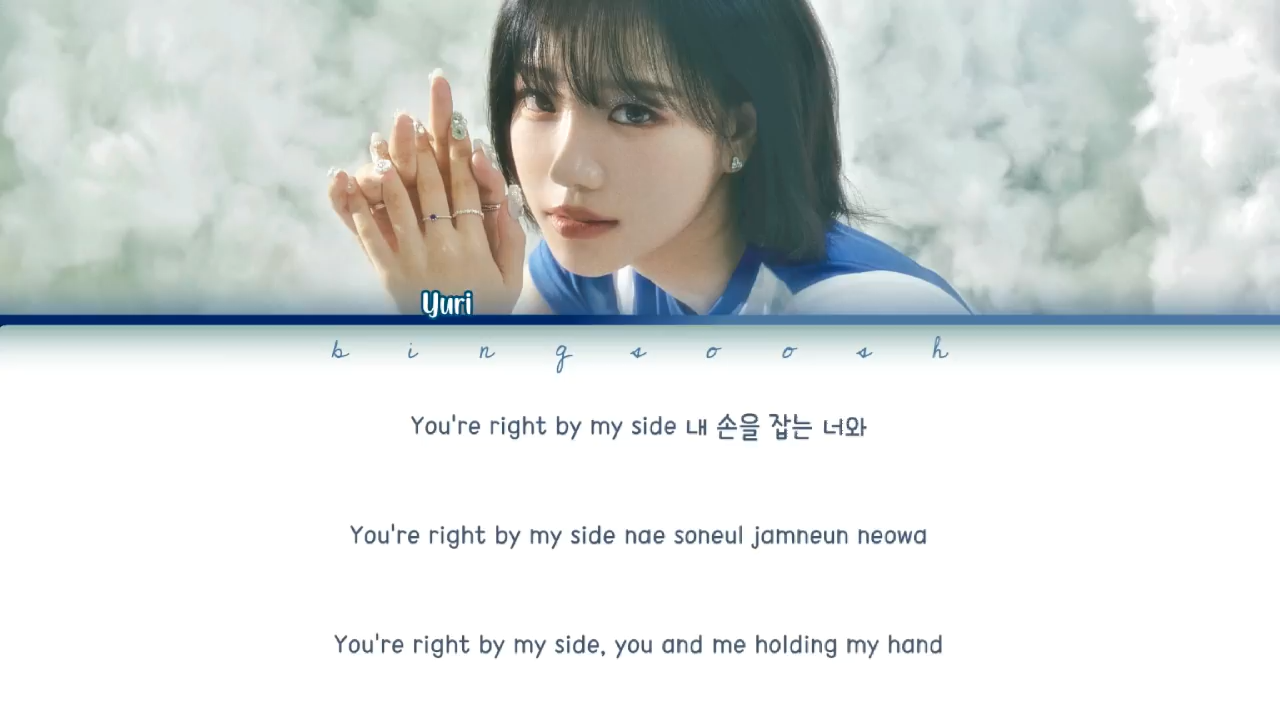 Yuri
bingsoosh
You're right by my side 내 손을 잡는 너와
You're right by my side nae soneul jamneun neowa
You're right by my side, you and me holding my hand